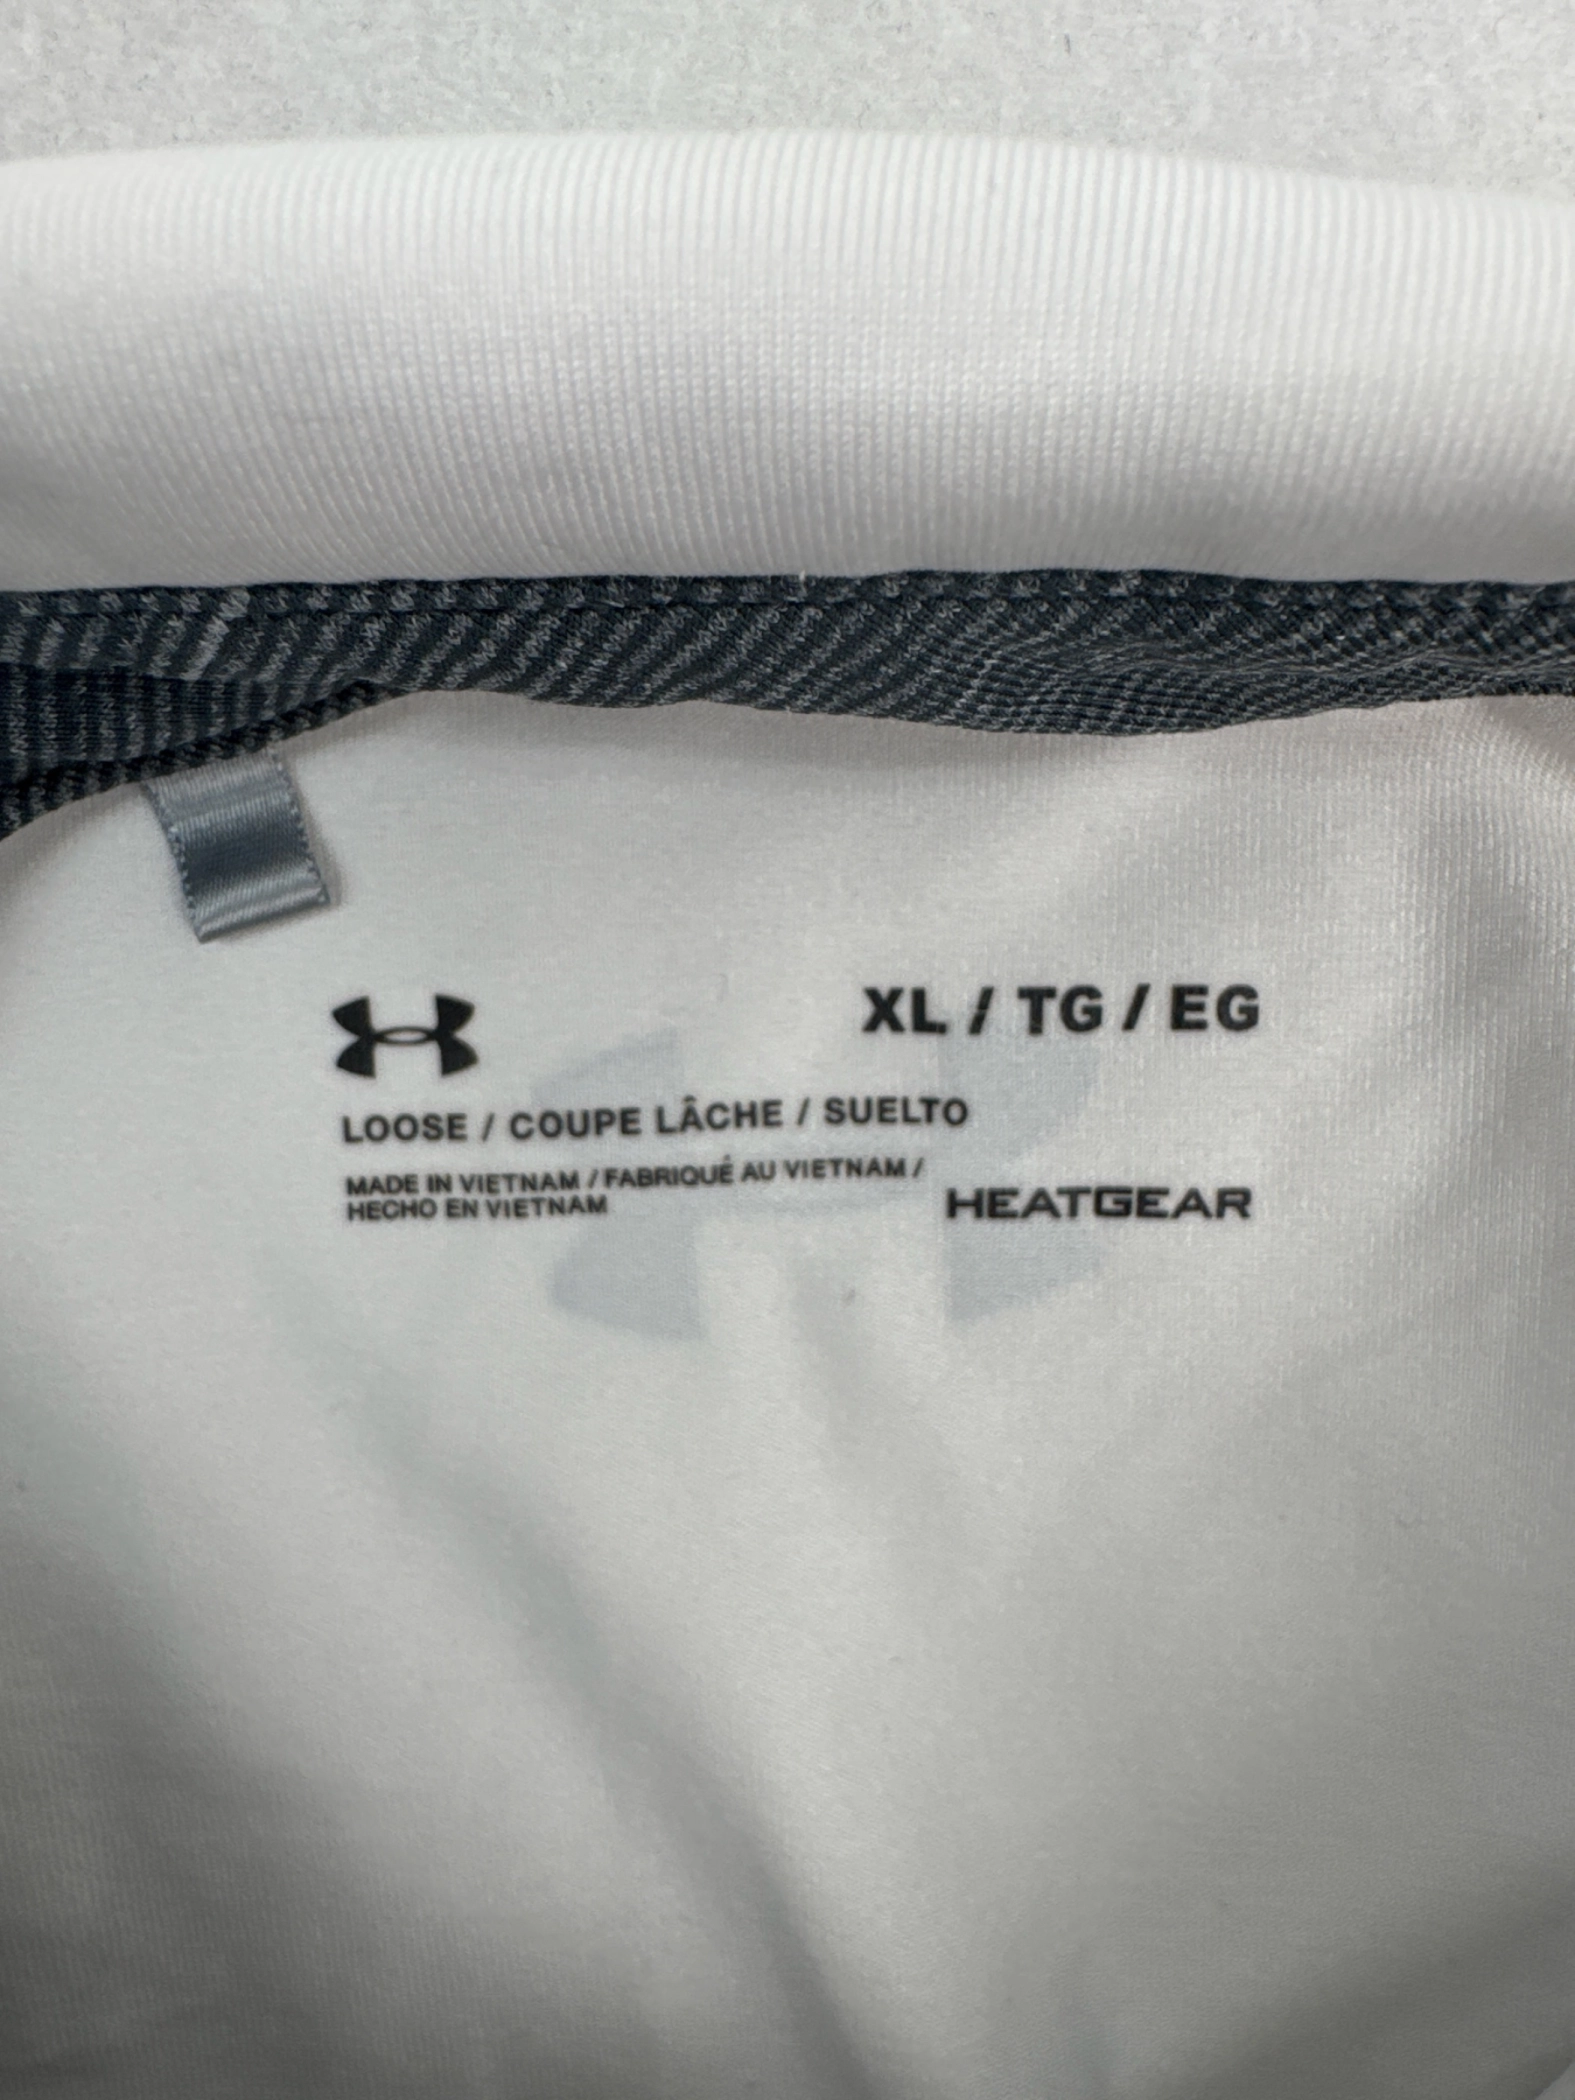 XL / TG / EG
LOOSE / COUPE LÂCHE / SUELTO
MADE IN VIETNAM / FABRIQUÉ AU VIETNAM /
HECHO EN VIETNAM
HEATGEAR